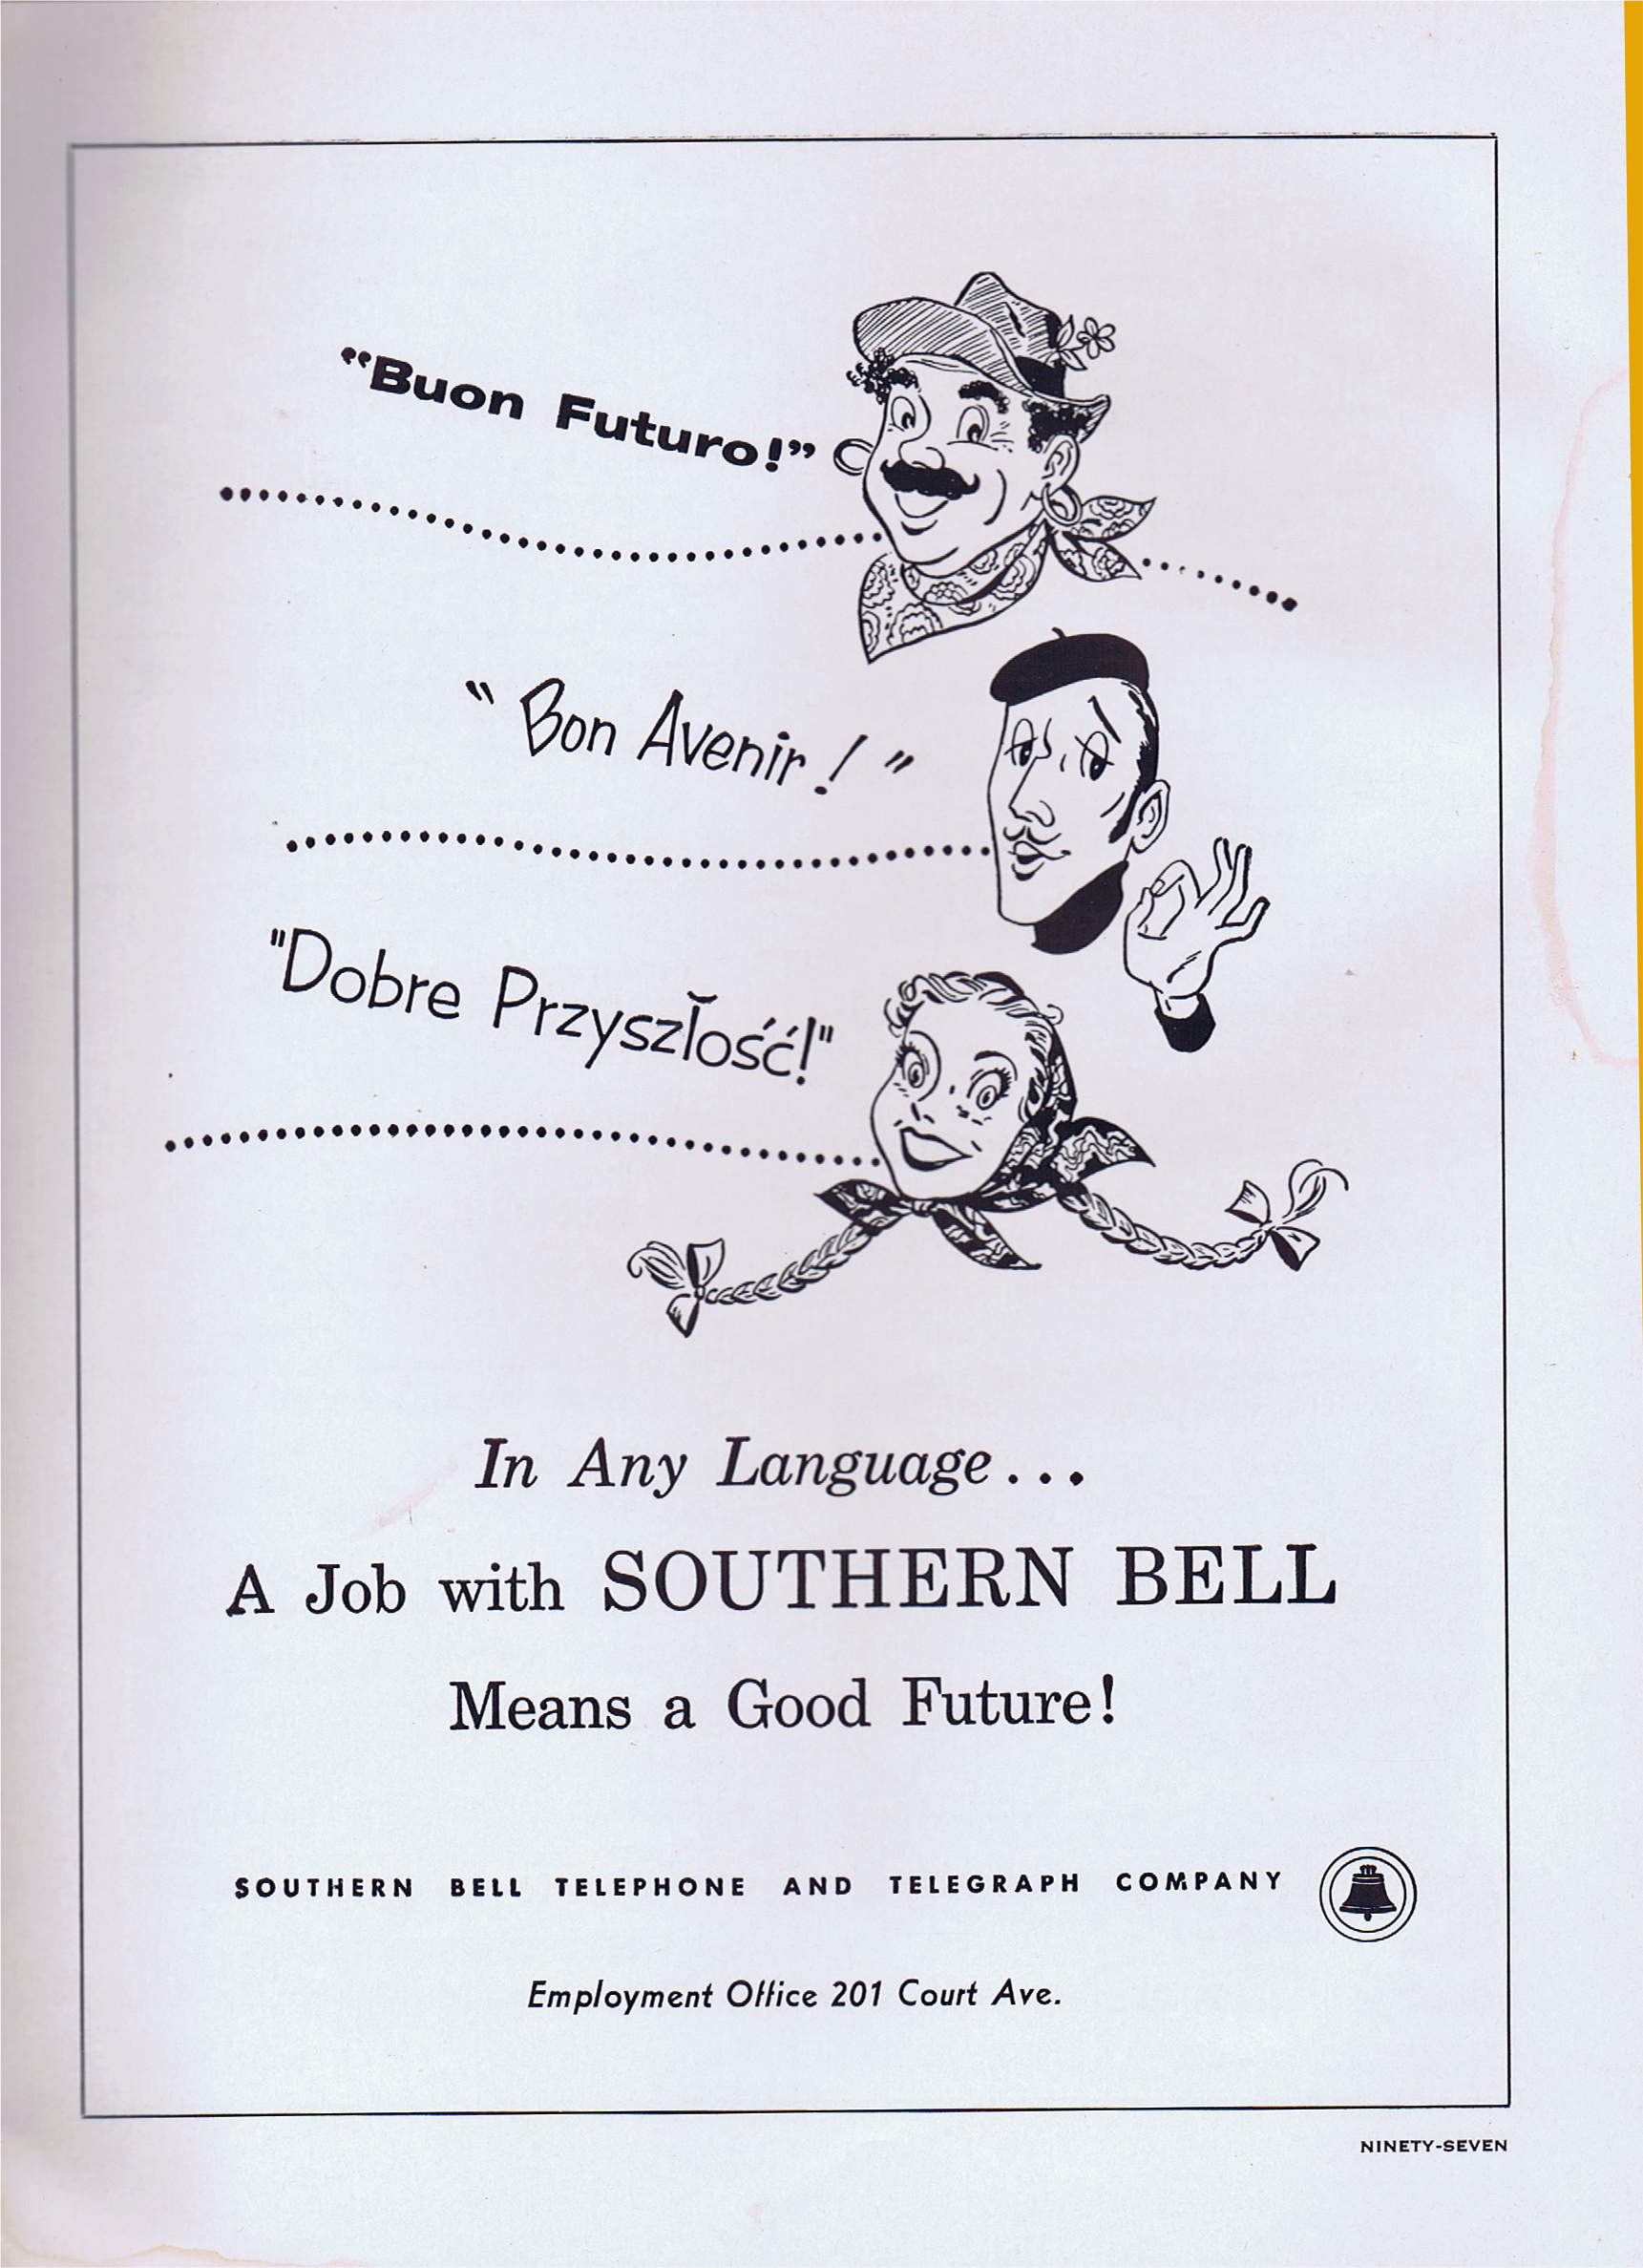 “Buon Futuro!”
“Bon Avenir!”
"Dobre Przyszłość!"
In Any Language...
A Job with SOUTHERN BELL
Means a Good Future!
SOUTHERN BELL TELEPHONE AND TELEGRAPH COMPANY
Employment Office 201 Court Ave.
NINETY-SEVEN